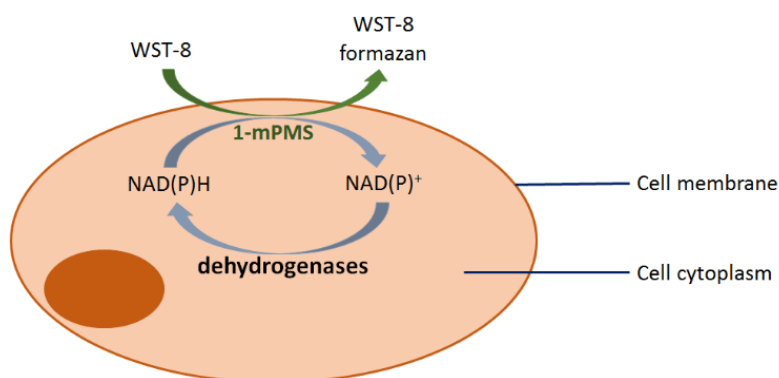 WST-8
WST-8
formazan
1-mPMS
NAD(P)H
NAD(P)⁺
Cell membrane
dehydrogenases
Cell cytoplasm